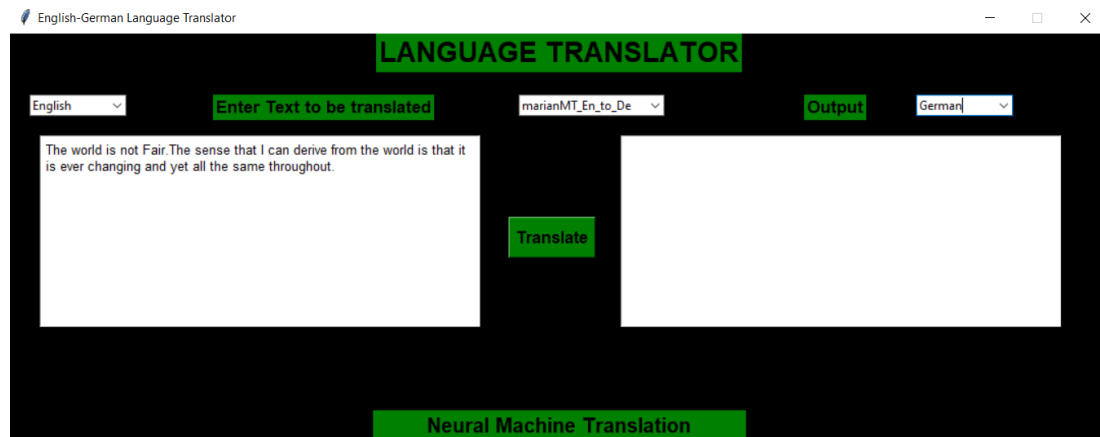 English-German Language Translator
LANGUAGE TRANSLATOR
English
Enter Text to be translated
marianMT_En_to_De
Output
German
The world is not Fair.The sense that I can derive from the world is that it
is ever changing and yet all the same throughout.
Translate
Neural Machine Translation